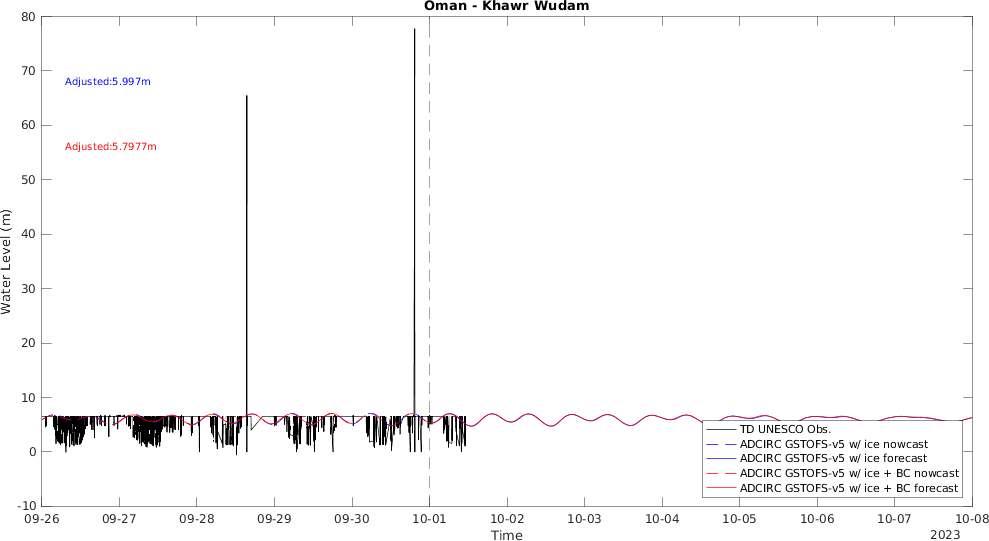 Oman - Khawr Wudam
80
70
60
50
40
30
20
10
0
-10
Water Level (m)
Adjusted:5.997m
Adjusted:5.7977m
TD UNESCO Obs.
ADCIRC GSTOFS-v5 w/ ice nowcast
ADCIRC GSTOFS-v5 w/ ice forecast
ADCIRC GSTOFS-v5 w/ ice + BC nowcast
ADCIRC GSTOFS-v5 w/ ice + BC forecast
09-26 09-27 09-28 09-29 09-30 10-01 10-02 10-03 10-04 10-05 10-06 10-07 10-08
Time
2023